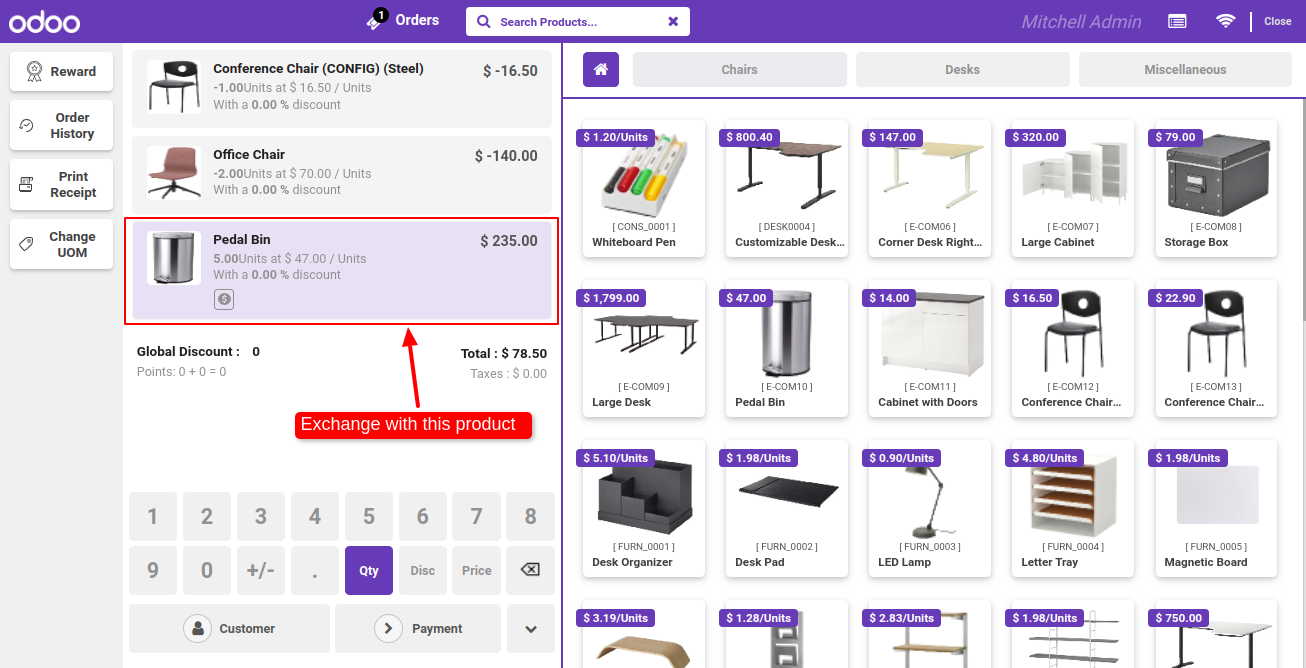 odoo
1
Orders
Search Products...
Mitchell Admin
Close
Reward
Order
History
Print
Receipt
Change
UOM
Conference Chair (CONFIG) (Steel)
$ -16.50
-1.00Units at $ 16.50 / Units
With a 0.00 % discount
Office Chair
$ -140.00
-2.00Units at $ 70.00 / Units
With a 0.00 % discount
Pedal Bin
$ 235.00
5.00Units at $ 47.00 / Units
With a 0.00 % discount
$
Global Discount : 0
Total : $ 78.50
Points: 0 + 0 = 0
Taxes : $ 0.00
Exchange with this product
1 2 3 4 5 6 7 8
9 0 +/- . Qty Disc Price
Customer
Payment
Chairs
Desks
Miscellaneous
$ 1.20/Units
[ CONS_0001 ]
Whiteboard Pen
$ 800.40
[ DESK0004 ]
Customizable Desk...
$ 147.00
[ E-COM06 ]
Corner Desk Right...
$ 320.00
[ E-COM07 ]
Large Cabinet
$ 79.00
[ E-COM08 ]
Storage Box
$ 1,799.00
[ E-COM09 ]
Large Desk
$ 47.00
[ E-COM10 ]
Pedal Bin
$ 14.00
[ E-COM11 ]
Cabinet with Doors
$ 16.50
[ E-COM12 ]
Conference Chair...
$ 22.90
[ E-COM13 ]
Conference Chair...
$ 5.10/Units
[ FURN_0001 ]
Desk Organizer
$ 1.98/Units
[ FURN_0002 ]
Desk Pad
$ 0.90/Units
[ FURN_0003 ]
LED Lamp
$ 4.80/Units
[ FURN_0004 ]
Letter Tray
$ 1.98/Units
[ FURN_0005 ]
Magnetic Board
$ 3.19/Units
$ 1.28/Units
$ 2.83/Units
$ 1.98/Units
$ 750.00